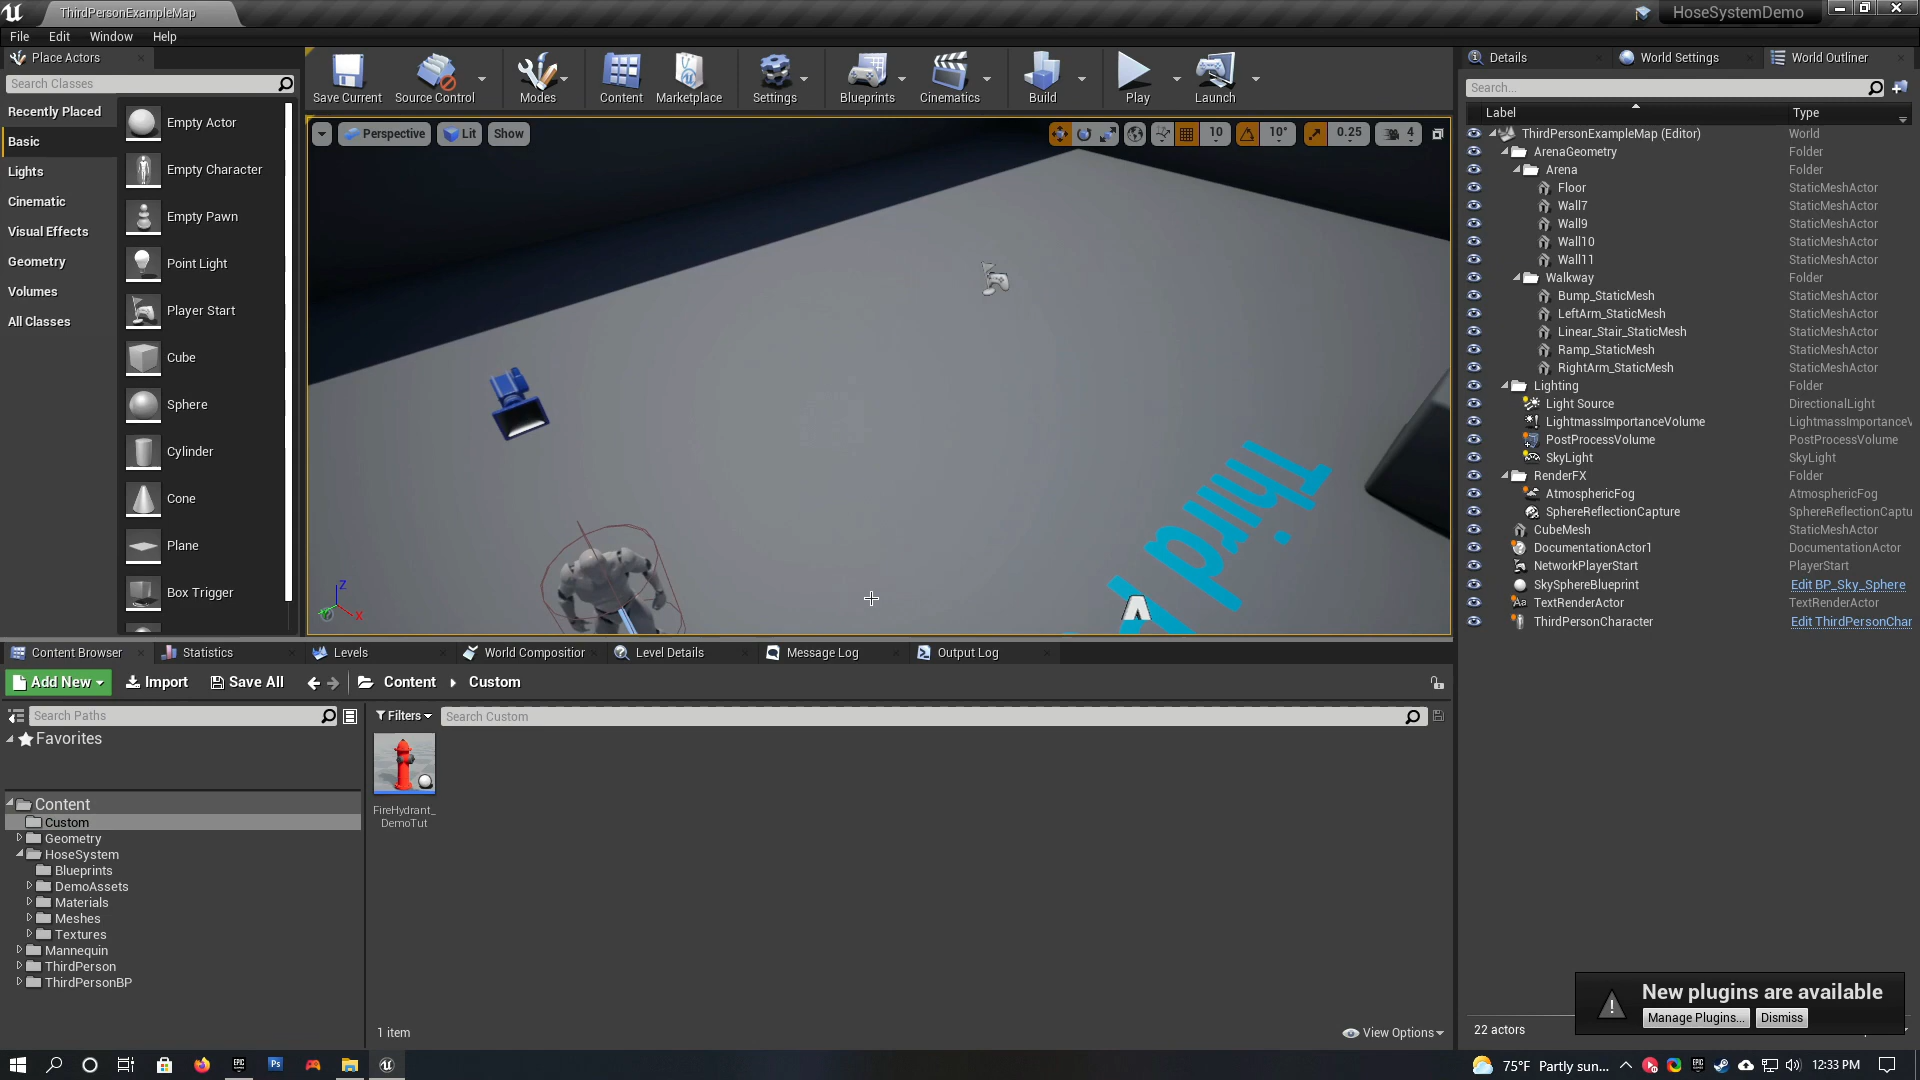 ThirdPersonExampleMap
HoseSystemDemo
File Edit Window Help
Place Actors
Search Classes
Recently Placed
Basic
Lights
Cinematic
Visual Effects
Geometry
Volumes
All Classes
Empty Actor
Empty Character
Empty Pawn
Point Light
Player Start
Cube
Sphere
Cylinder
Cone
Plane
Box Trigger
Save Current Source Control Modes Content Marketplace Settings Blueprints Cinematics Build Play Launch
Perspective Lit Show
10 10° 0.25 4
Third
Z
X
Details World Settings World Outliner
Search...
Label Type
ThirdPersonExampleMap (Editor) World
ArenaGeometry Folder
Arena Folder
Floor StaticMeshActor
Wall7 StaticMeshActor
Wall9 StaticMeshActor
Wall10 StaticMeshActor
Wall11 StaticMeshActor
Walkway Folder
Bump_StaticMesh StaticMeshActor
LeftArm_StaticMesh StaticMeshActor
Linear_Stair_StaticMesh StaticMeshActor
Ramp_StaticMesh StaticMeshActor
RightArm_StaticMesh StaticMeshActor
Lighting Folder
Light Source DirectionalLight
LightmassImportanceVolume LightmassImportanceV
PostProcessVolume PostProcessVolume
SkyLight SkyLight
RenderFX Folder
AtmosphericFog AtmosphericFog
SphereReflectionCapture SphereReflectionCaptu
CubeMesh StaticMeshActor
DocumentationActor1 DocumentationActor
NetworkPlayerStart PlayerStart
SkySphereBlueprint Edit BP_Sky_Sphere
TextRenderActor TextRenderActor
ThirdPersonCharacter Edit ThirdPersonChar
22 actors
New plugins are available
Manage Plugins... Dismiss
Content Browser Statistics Levels World Compositior Level Details Message Log Output Log
Add New Import Save All Content Custom
Search Paths
Filters Search Custom
Favorites
Content
Custom
Geometry
HoseSystem
Blueprints
DemoAssets
Materials
Meshes
Textures
Mannequin
ThirdPerson
ThirdPersonBP
FireHydrant_
DemoTut
1 item
View Options
EPIC Ps
75°F Partly sun... 12:33 PM